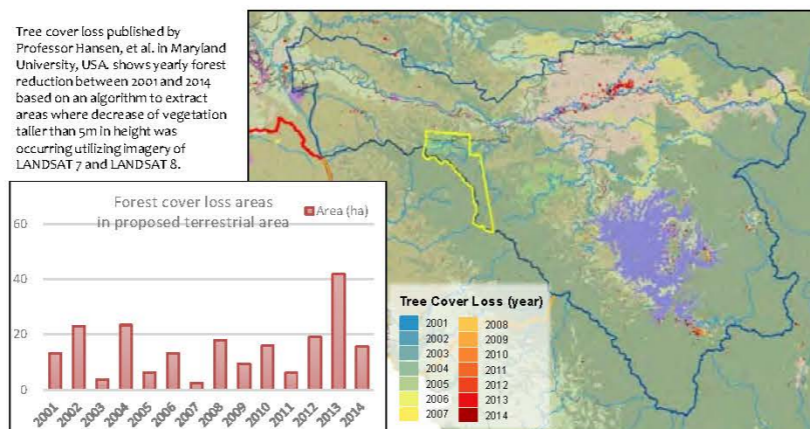 Tree cover loss published by
Professor Hansen, et al. in Maryland
University, USA. shows yearly forest
reduction between 2001 and 2014
based on an algorithm to extract
areas where decrease of vegetation
taller than 5m in height was
occurring utilizing imagery of
LANDSAT 7 and LANDSAT 8.
Forest cover loss areas
in proposed terrestrial area
Area (ha)
60
40
20
0
2001 2002 2003 2004 2005 2006 2007 2008 2009 2010 2011 2012 2013 2014
Tree Cover Loss (year)
2001 2008
2002 2009
2003 2010
2004 2011
2005 2012
2006 2013
2007 2014